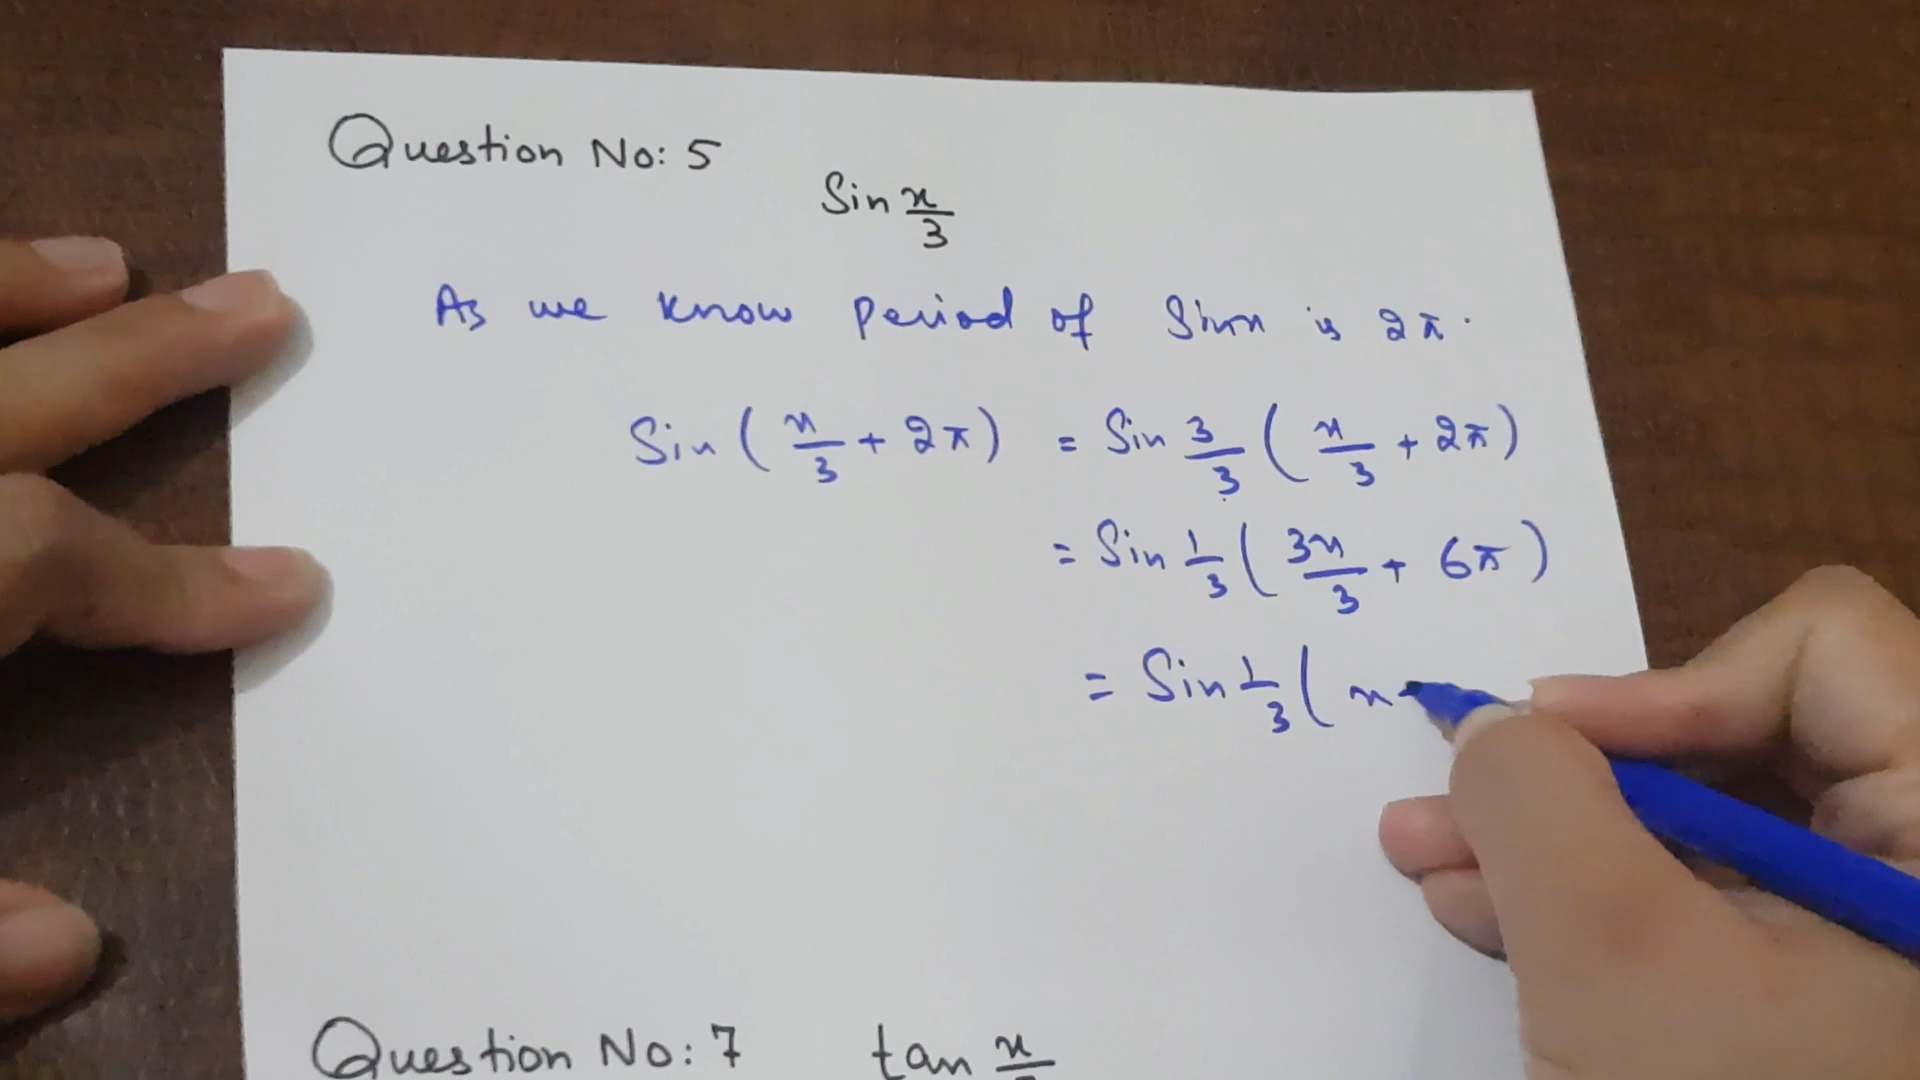 Question No: 5
Sin x/3
As we know period of Sinx is 2π.
Sin ( x/3 + 2π ) = Sin 3/3 ( x/3 + 2π )
= Sin 1/3 ( 3x/3 + 6π )
= Sin 1/3 ( x
Question No: 7 tan x/